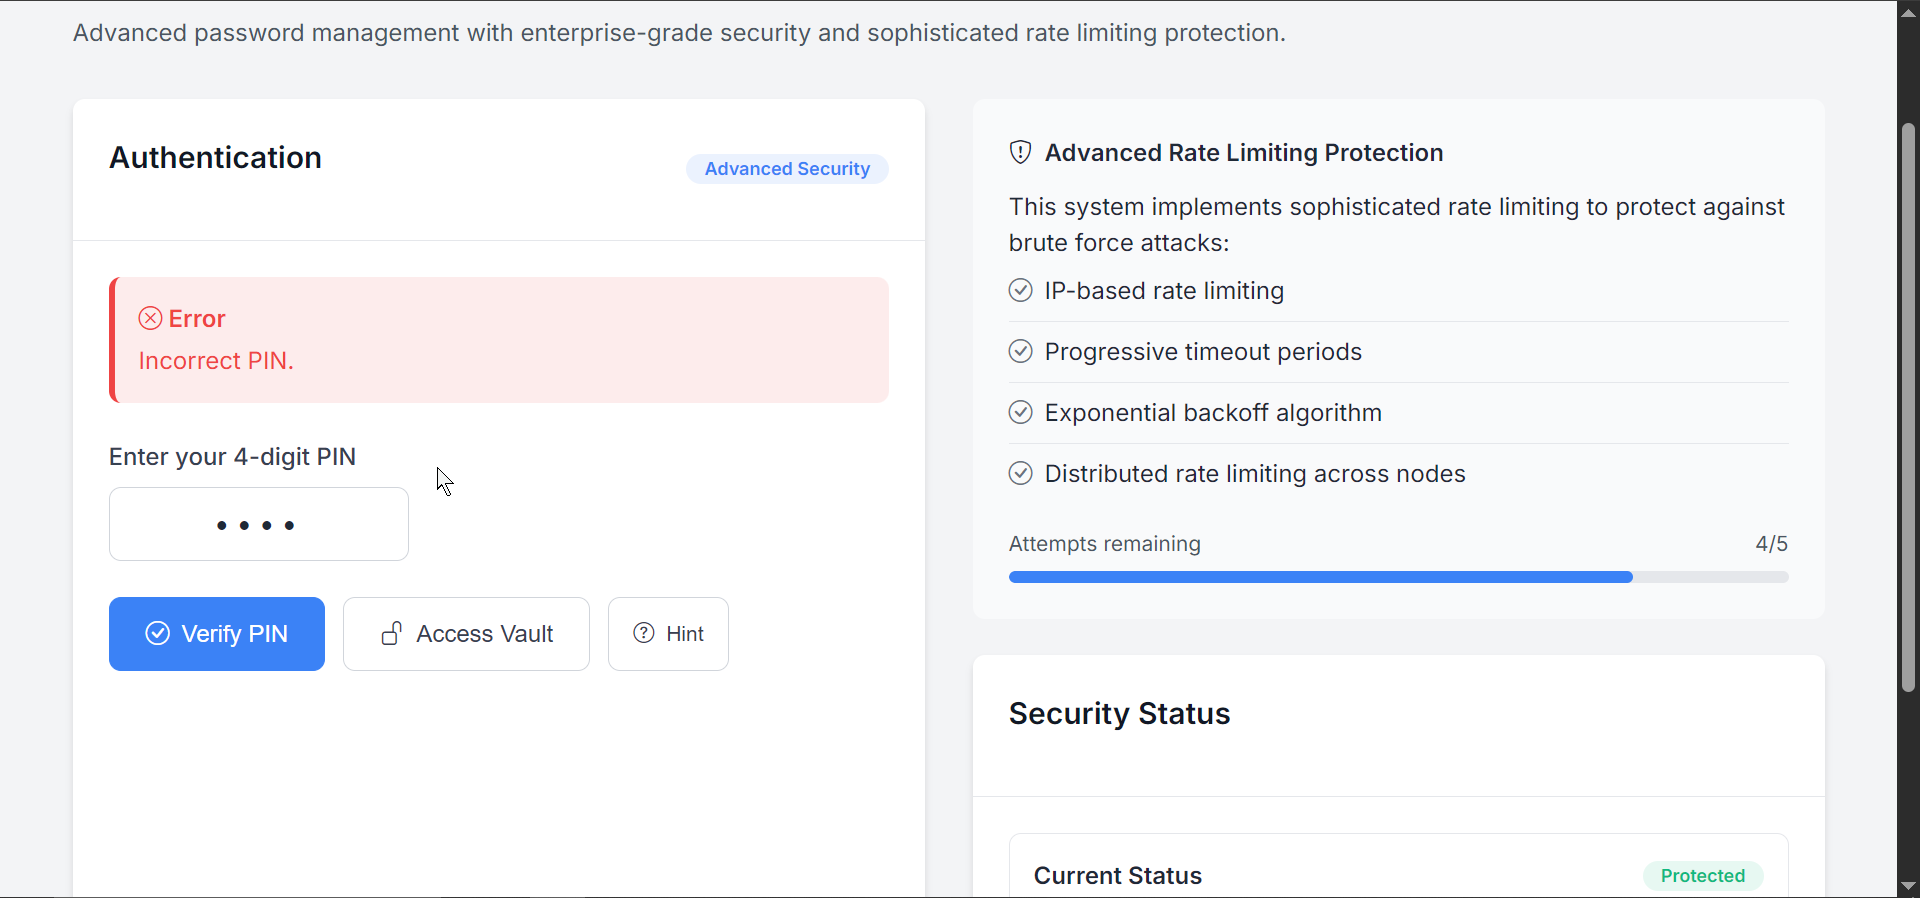 Advanced password management with enterprise-grade security and sophisticated rate limiting protection.
Authentication
Advanced Security
Error
Incorrect PIN.
Enter your 4-digit PIN
••••
Verify PIN
Access Vault
Hint
Advanced Rate Limiting Protection
This system implements sophisticated rate limiting to protect against
brute force attacks:
IP-based rate limiting
Progressive timeout periods
Exponential backoff algorithm
Distributed rate limiting across nodes
Attempts remaining
4/5
Security Status
Current Status
Protected